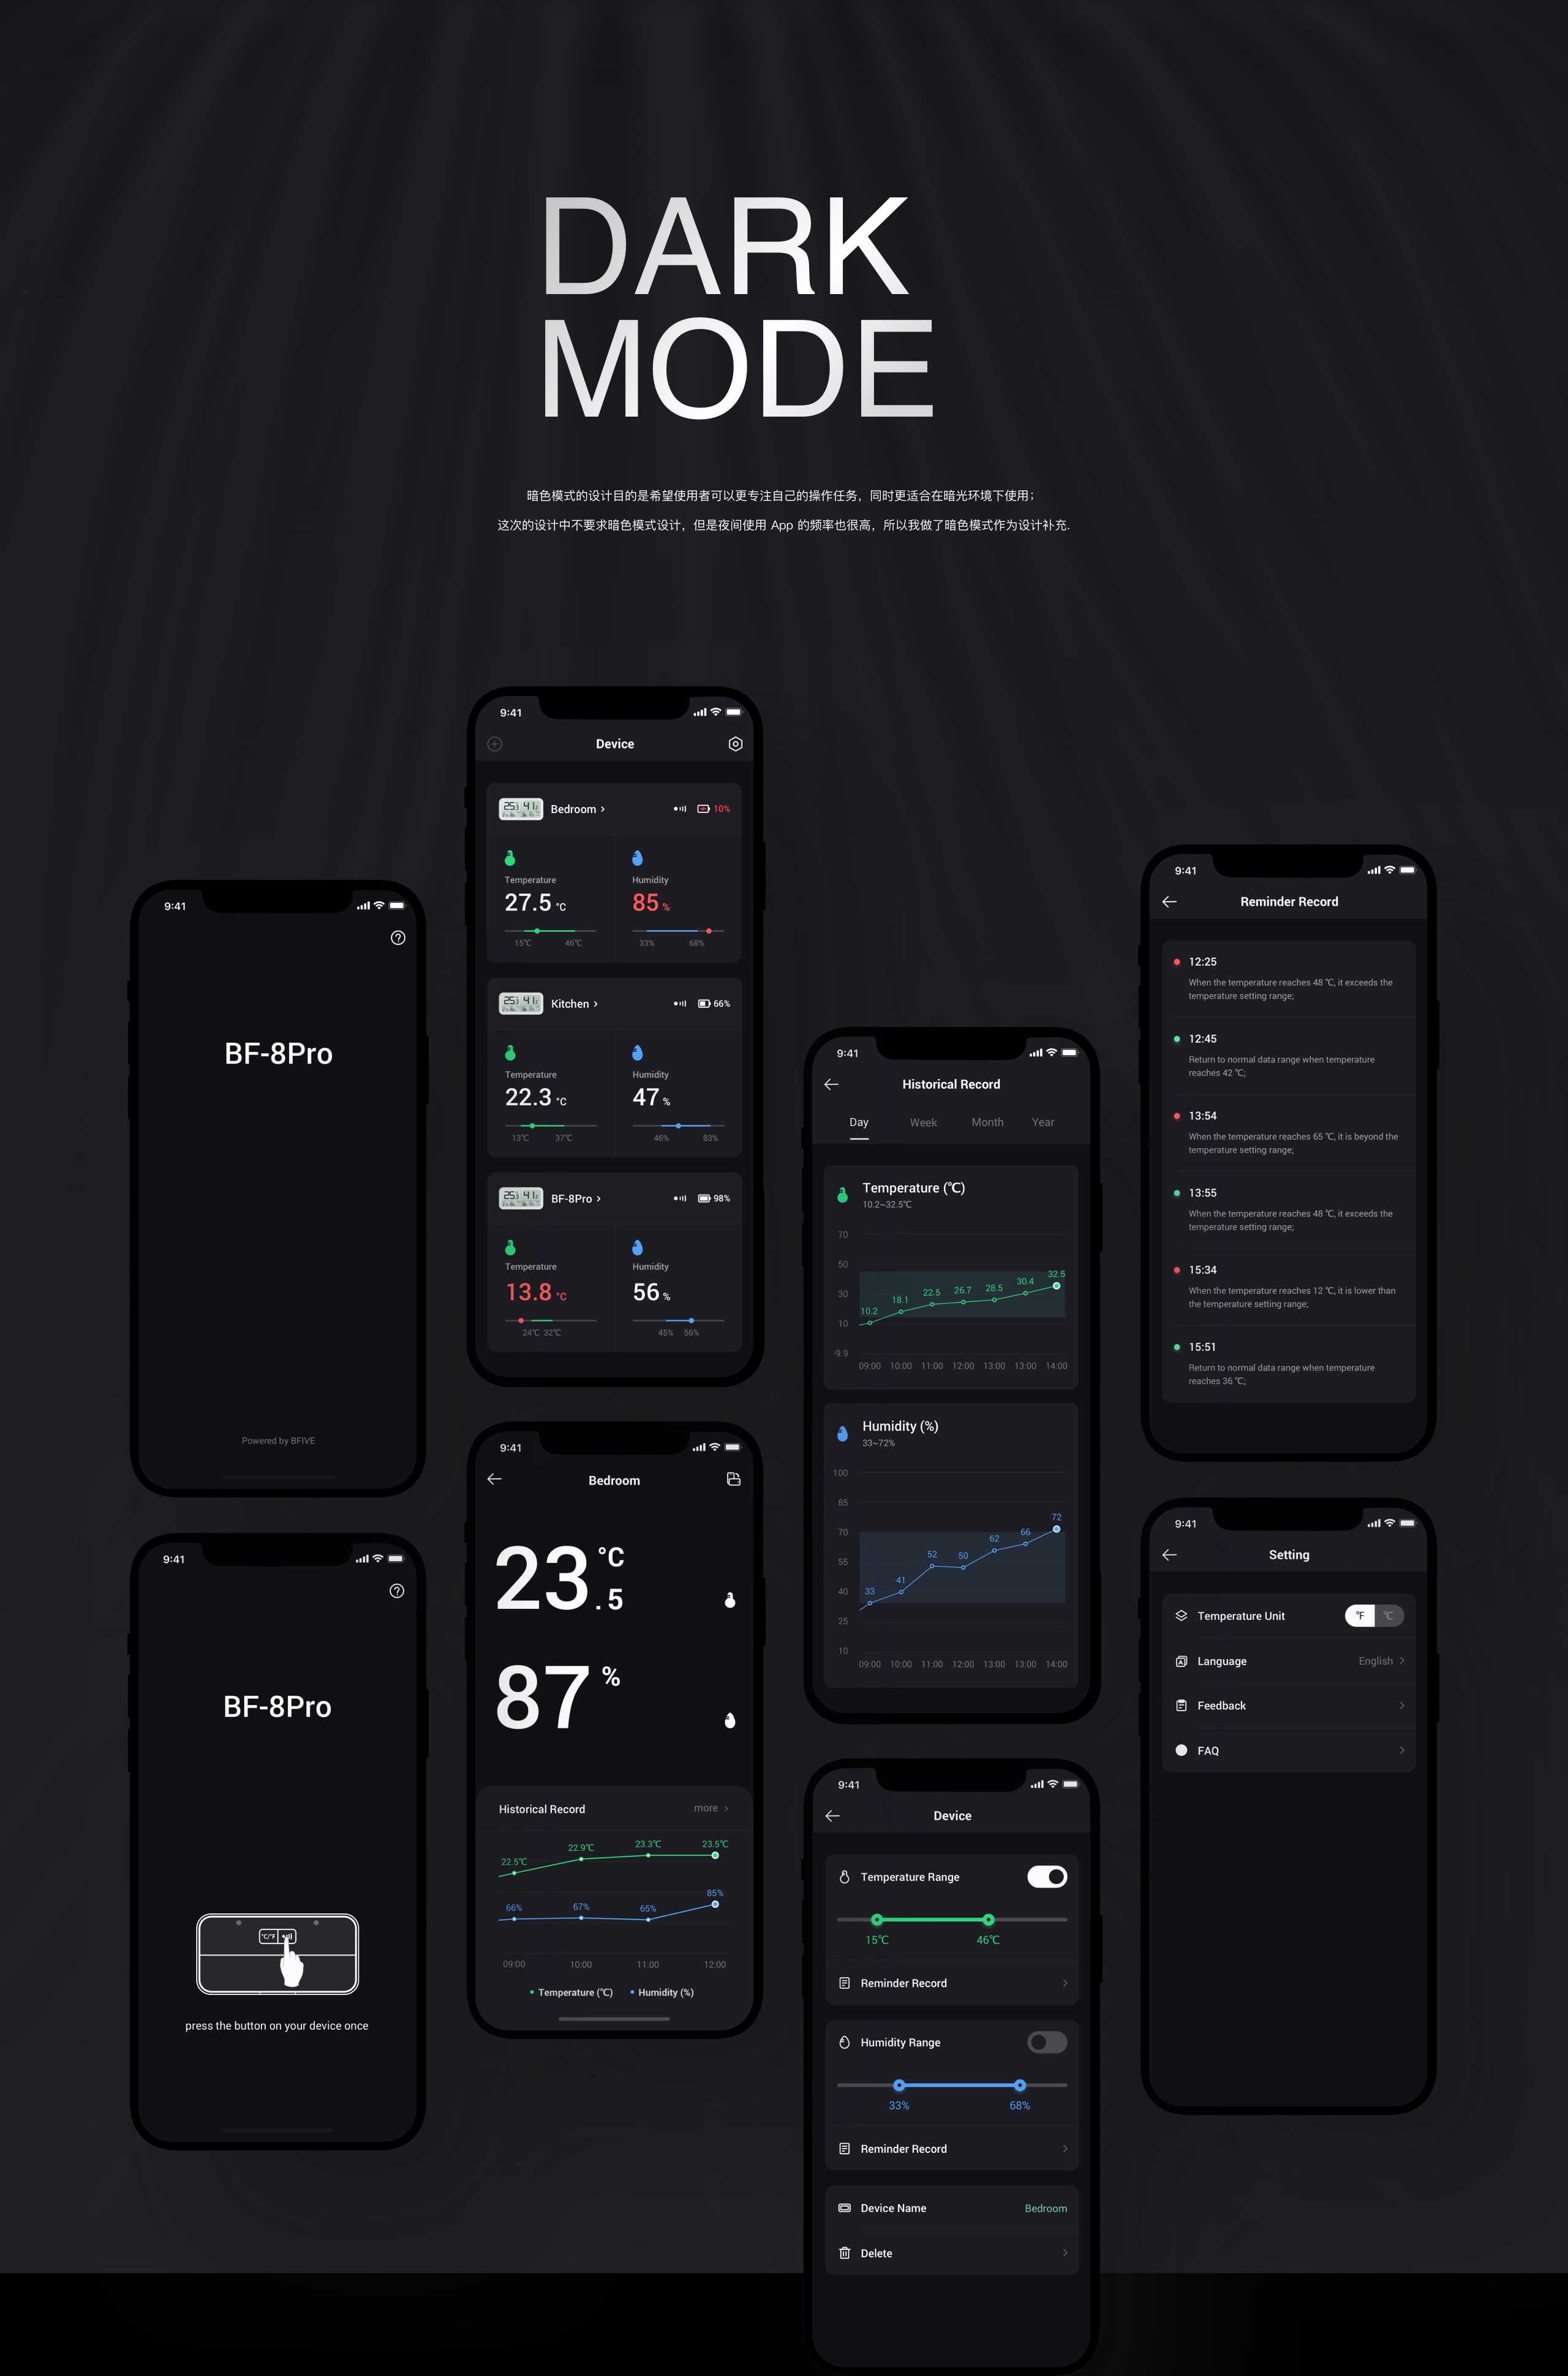 DARK
MODE
暗色模式的设计目的是希望使用者可以更专注自己的操作任务，同时更适合在暗光环境下使用；
这次的设计中不要求暗色模式设计，但是夜间使用 App 的频率也很高，所以我做了暗色模式作为设计补充.
9:41
BF-8Pro
Powered by BFIVE
9:41
BF-8Pro
°C/°F
press the button on your device once
9:41
Device
Bedroom
10%
Temperature Humidity
27.5 °C 85 %
15℃ 46℃ 33% 68%
Kitchen
66%
Temperature Humidity
22.3 °C 47 %
13℃ 37℃ 46% 83%
BF-8Pro
98%
Temperature Humidity
13.8 °C 56 %
24℃ 32℃ 45% 56%
9:41
Bedroom
23.5 °C
87 %
Historical Record more
22.5℃ 22.9℃ 23.3℃ 23.5℃
66% 67% 65% 85%
09:00 10:00 11:00 12:00
Temperature (℃) Humidity (%)
9:41
Historical Record
Day Week Month Year
Temperature (℃)
10.2~32.5℃
70
50
30
10
-9.9
10.2 18.1 22.5 26.7 28.5 30.4 32.5
09:00 10:00 11:00 12:00 13:00 13:00 14:00
Humidity (%)
33~72%
100
85
70
55
40
25
10
33 41 52 50 62 66 72
09:00 10:00 11:00 12:00 13:00 13:00 14:00
9:41
Device
Temperature Range
15℃ 46℃
Reminder Record
Humidity Range
33% 68%
Reminder Record
Device Name Bedroom
Delete
9:41
Reminder Record
12:25
When the temperature reaches 48 ℃, it exceeds the
temperature setting range;
12:45
Return to normal data range when temperature
reaches 42 ℃;
13:54
When the temperature reaches 65 ℃, it is beyond the
temperature setting range;
13:55
When the temperature reaches 48 ℃, it exceeds the
temperature setting range;
15:34
When the temperature reaches 12 ℃, it is lower than
the temperature setting range;
15:51
Return to normal data range when temperature
reaches 36 ℃;
9:41
Setting
Temperature Unit °F ℃
Language English
Feedback
FAQ